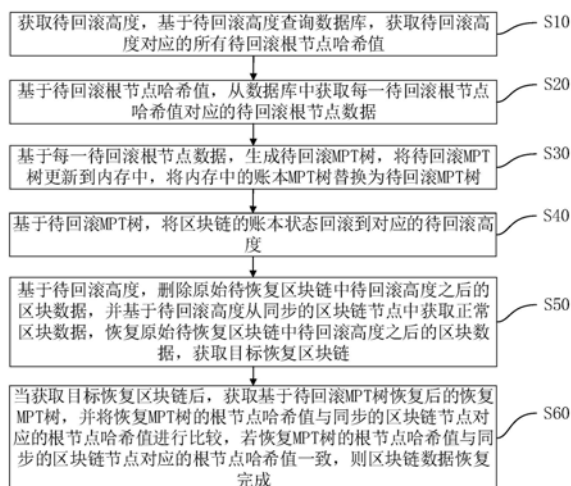 获取待回滚高度，基于待回滚高度查询数据库，获取待回滚高
度对应的所有待回滚根节点哈希值
S10
基于待回滚根节点哈希值，从数据库中获取每一待回滚根节点
哈希值对应的待回滚根节点数据
S20
基于每一待回滚根节点数据，生成待回滚MPT树，将待回滚MPT
树更新到内存中，将内存中的账本MPT树替换为待回滚MPT树
S30
基于待回滚MPT树，将区块链的账本状态回滚到对应的待回滚高
度
S40
基于待回滚高度，删除原始待恢复区块链中待回滚高度之后的
区块数据，并基于待回滚高度从同步的区块链节点中获取正常
区块数据，恢复原始待恢复区块链中待回滚高度之后的区块数
据，获取目标恢复区块链
S50
当获取目标恢复区块链后，获取基于待回滚MPT树恢复后的恢复
MPT树，并将恢复MPT树的根节点哈希值与同步的区块链节点对
应的根节点哈希值进行比较，若恢复MPT树的根节点哈希值与同
步的区块链节点对应的根节点哈希值一致，则区块链数据恢复
完成
S60